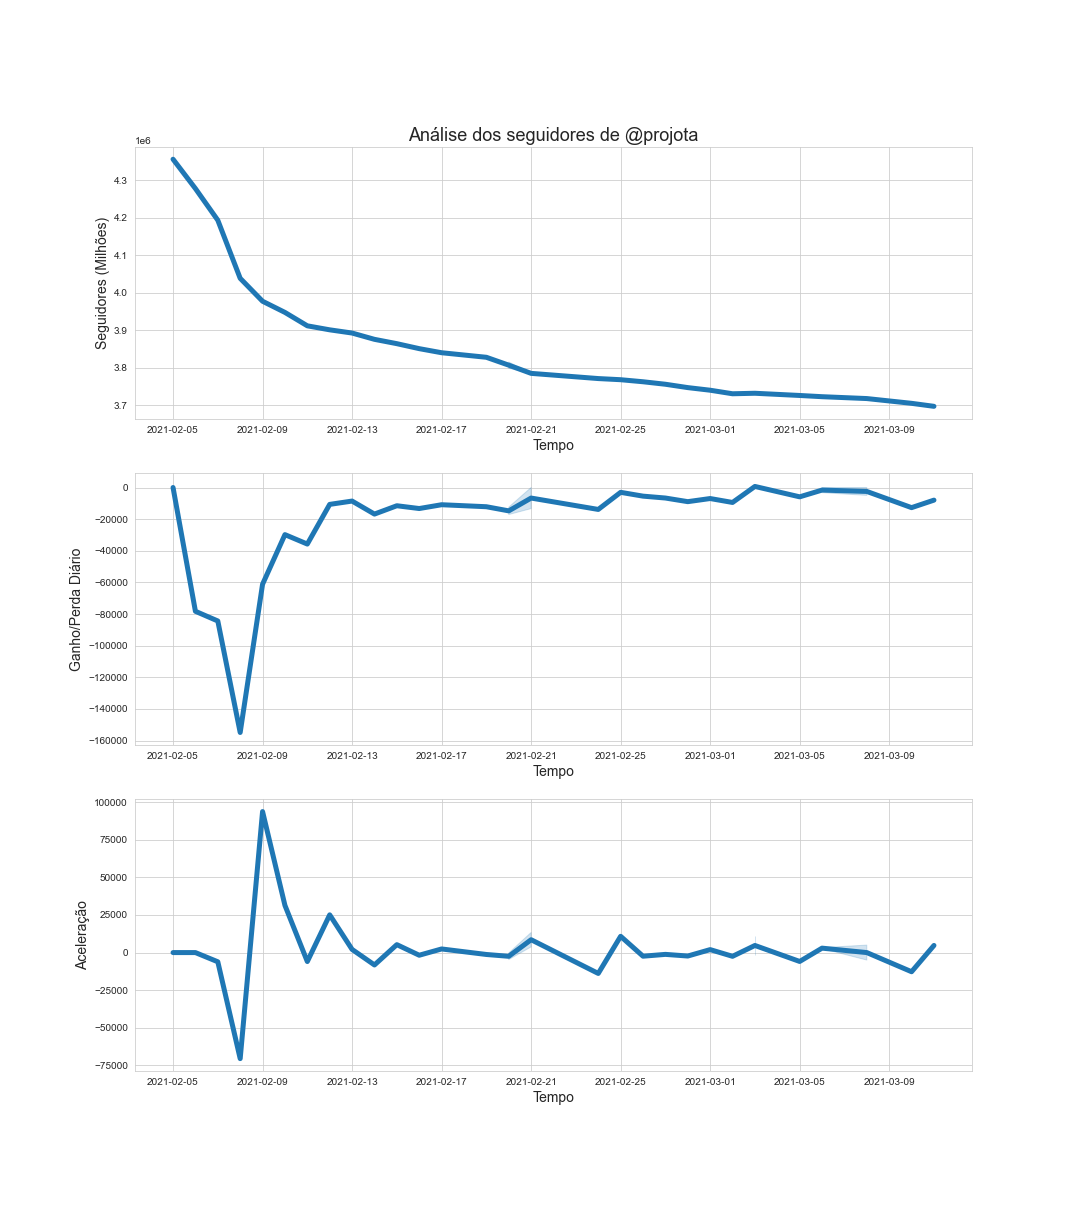 Análise dos seguidores de @projota
1e6
4.3
4.2
4.1
4.0
3.9
3.8
3.7
Seguidores (Milhões)
2021-02-05 2021-02-09 2021-02-13 2021-02-17 2021-02-21 2021-02-25 2021-03-01 2021-03-05 2021-03-09
Tempo
0
−20000
−40000
−60000
−80000
−100000
−120000
−140000
−160000
Ganho/Perda Diário
2021-02-05 2021-02-09 2021-02-13 2021-02-17 2021-02-21 2021-02-25 2021-03-01 2021-03-05 2021-03-09
Tempo
100000
75000
50000
25000
0
−25000
−50000
−75000
Aceleração
2021-02-05 2021-02-09 2021-02-13 2021-02-17 2021-02-21 2021-02-25 2021-03-01 2021-03-05 2021-03-09
Tempo